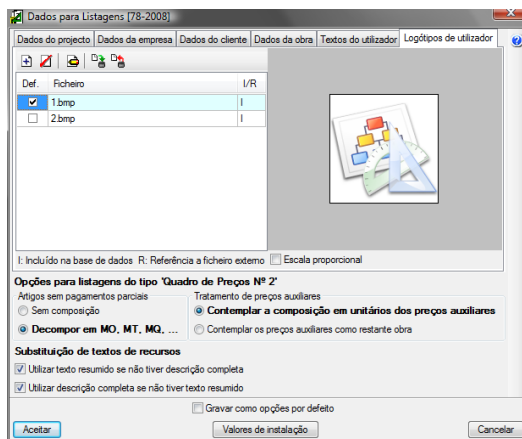 Dados para Listagens [78-2008]
Dados do projecto Dados da empresa Dados do cliente Dados da obra Textos do utilizador Logótipos de utilizador
Def. Ficheiro I/R
1.bmp I
2.bmp I
I: Incluído na base de dados R: Referência a ficheiro externo Escala proporcional
Opções para listagens do tipo 'Quadro de Preços Nº 2'
Artigos sem pagamentos parciais Tratamento de preços auxiliares
Sem composição Contemplar a composição em unitários dos preços auxiliares
Decompor em MO, MT, MQ, ... Contemplar os preços auxiliares como restante obra
Substituição de textos de recursos
Utilizar texto resumido se não tiver descrição completa
Utilizar descrição completa se não tiver texto resumido
Gravar como opções por defeito
Aceitar Valores de instalação Cancelar